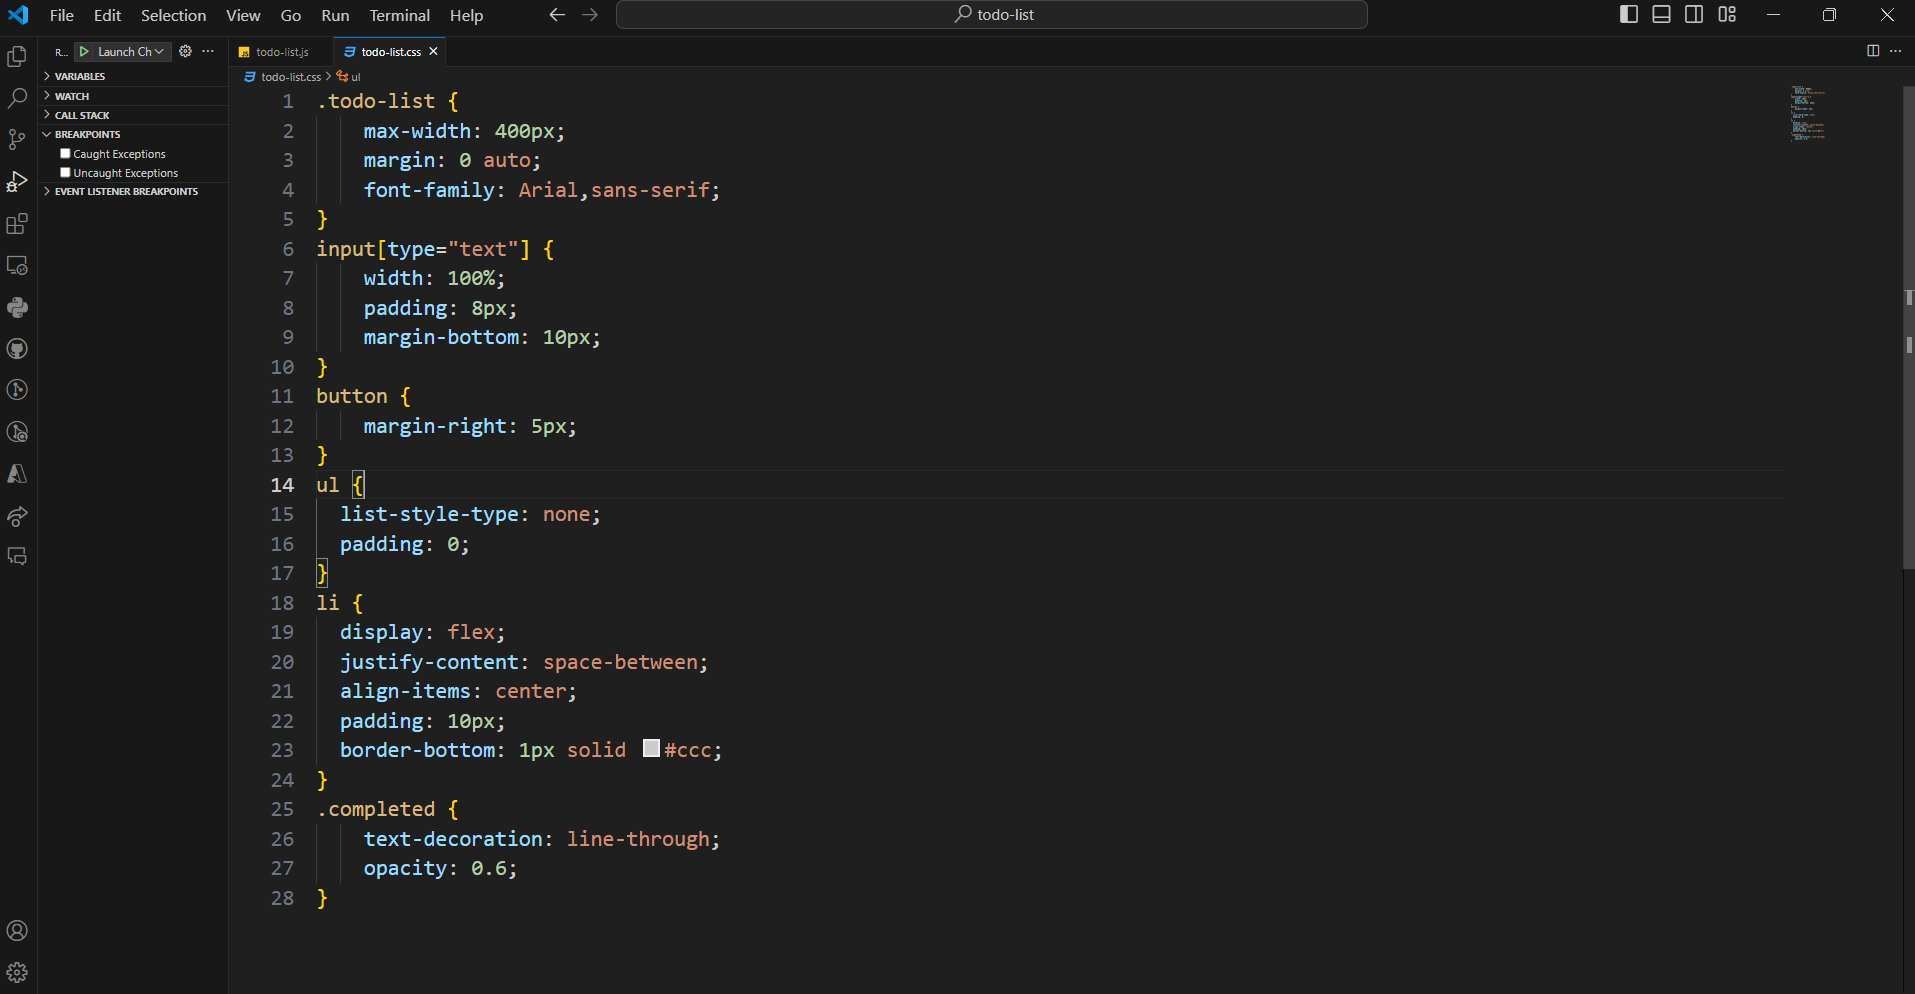 File Edit Selection View Go Run Terminal Help
todo-list
R... Launch Ch ···
VARIABLES
WATCH
CALL STACK
BREAKPOINTS
Caught Exceptions
Uncaught Exceptions
EVENT LISTENER BREAKPOINTS
JS todo-list.js todo-list.css
todo-list.css > ul
1 .todo-list {
2 max-width: 400px;
3 margin: 0 auto;
4 font-family: Arial,sans-serif;
5 }
6 input[type="text"] {
7 width: 100%;
8 padding: 8px;
9 margin-bottom: 10px;
10 }
11 button {
12 margin-right: 5px;
13 }
14 ul {
15 list-style-type: none;
16 padding: 0;
17 }
18 li {
19 display: flex;
20 justify-content: space-between;
21 align-items: center;
22 padding: 10px;
23 border-bottom: 1px solid #ccc;
24 }
25 .completed {
26 text-decoration: line-through;
27 opacity: 0.6;
28 }